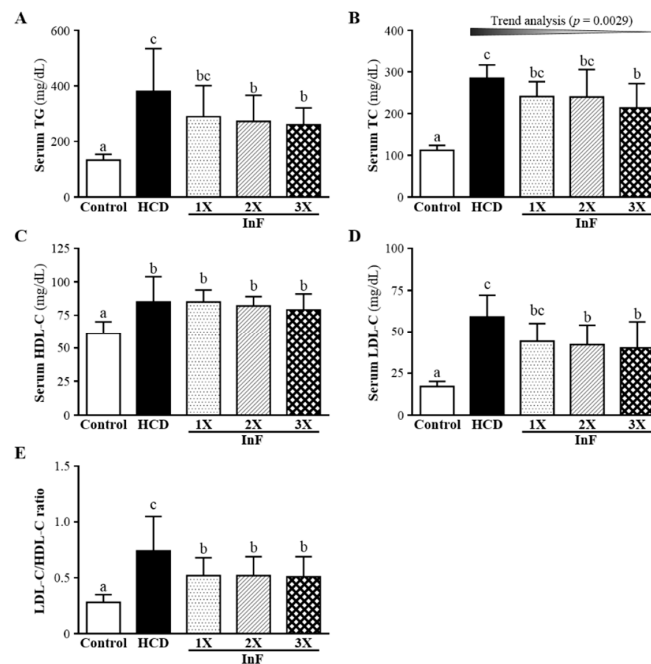 A
Serum TG (mg/dL)
600
400
200
0
a
c
bc
b
b
Control HCD 1X 2X 3X
InF
B
Trend analysis (p = 0.0029)
Serum TC (mg/dL)
400
300
200
100
0
a
c
bc
bc
b
Control HCD 1X 2X 3X
InF
C
Serum HDL-C (mg/dL)
125
100
75
50
25
0
a
b
b
b
b
Control HCD 1X 2X 3X
InF
D
Serum LDL-C (mg/dL)
100
75
50
25
0
a
c
bc
b
b
Control HCD 1X 2X 3X
InF
E
LDL-C/HDL-C ratio
1.5
1.0
0.5
0
a
c
b
b
b
Control HCD 1X 2X 3X
InF